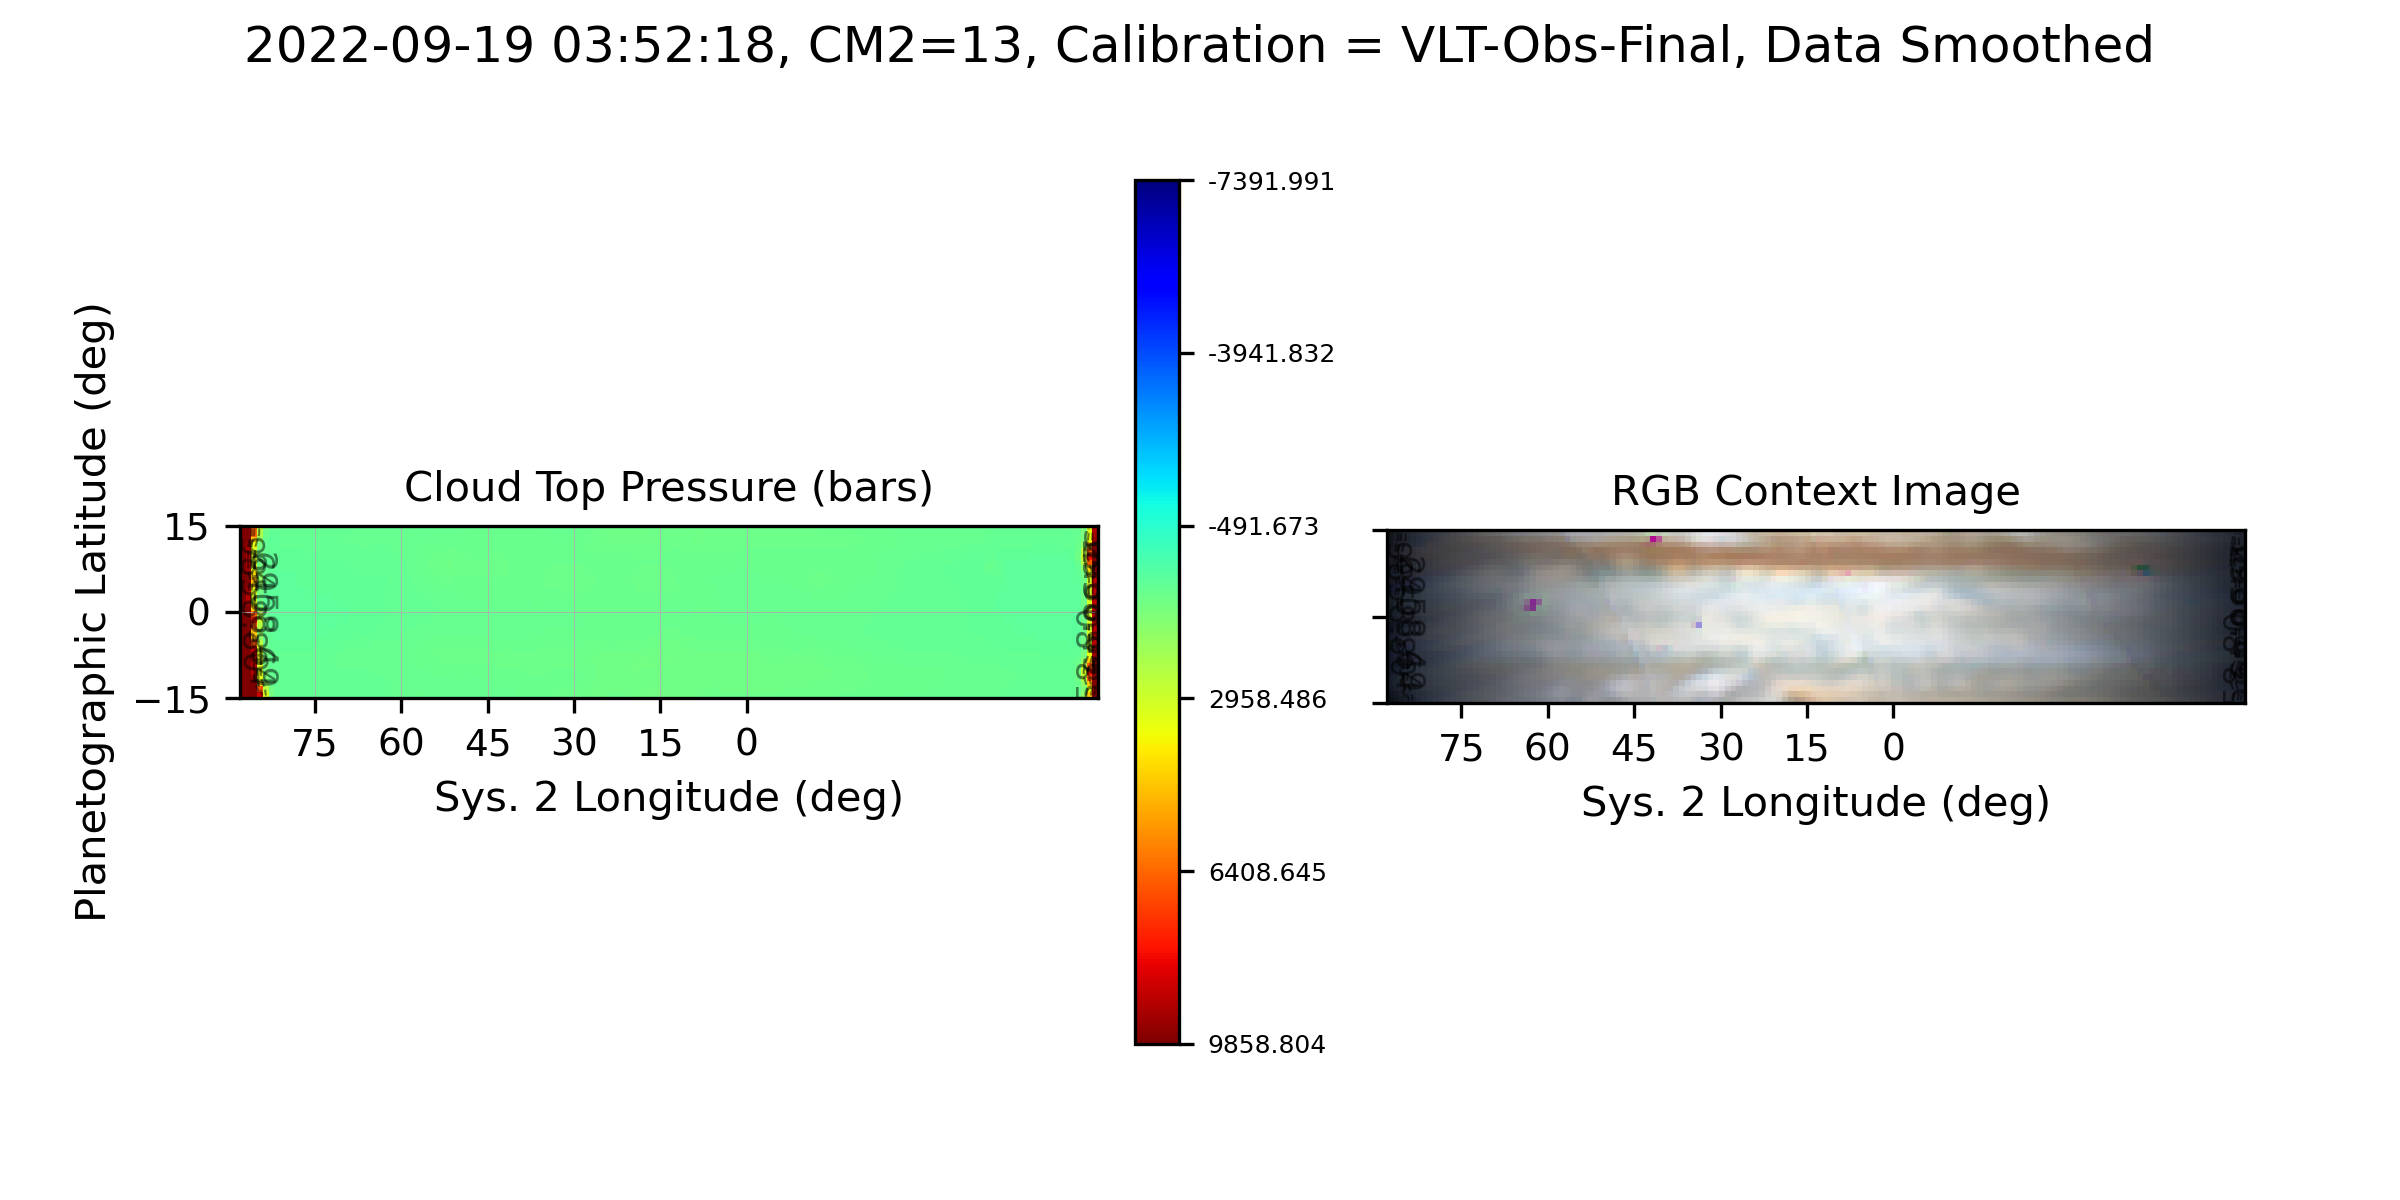 2022-09-19 03:52:18, CM2=13, Calibration = VLT-Obs-Final, Data Smoothed
Planetographic Latitude (deg)
Cloud Top Pressure (bars)
15
0
−15
75 60 45 30 15 0
Sys. 2 Longitude (deg)
-7391.991
-3941.832
-491.673
2958.486
6408.645
9858.804
RGB Context Image
75 60 45 30 15 0
Sys. 2 Longitude (deg)